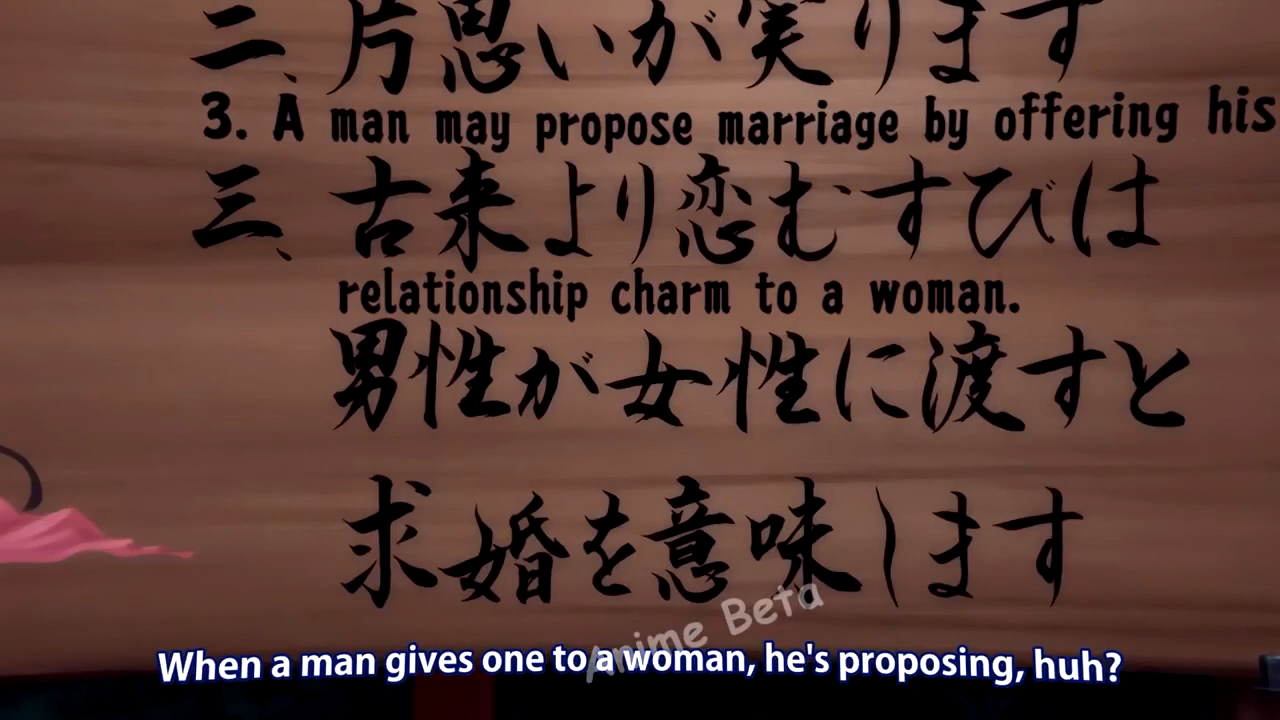 二、片思いが実ります
3. A man may propose marriage by offering his
三、古来より恋むすびは
relationship charm to a woman.
男性が女性に渡すと
求婚を意味します
Anime Beta
When a man gives one to a woman, he's proposing, huh?